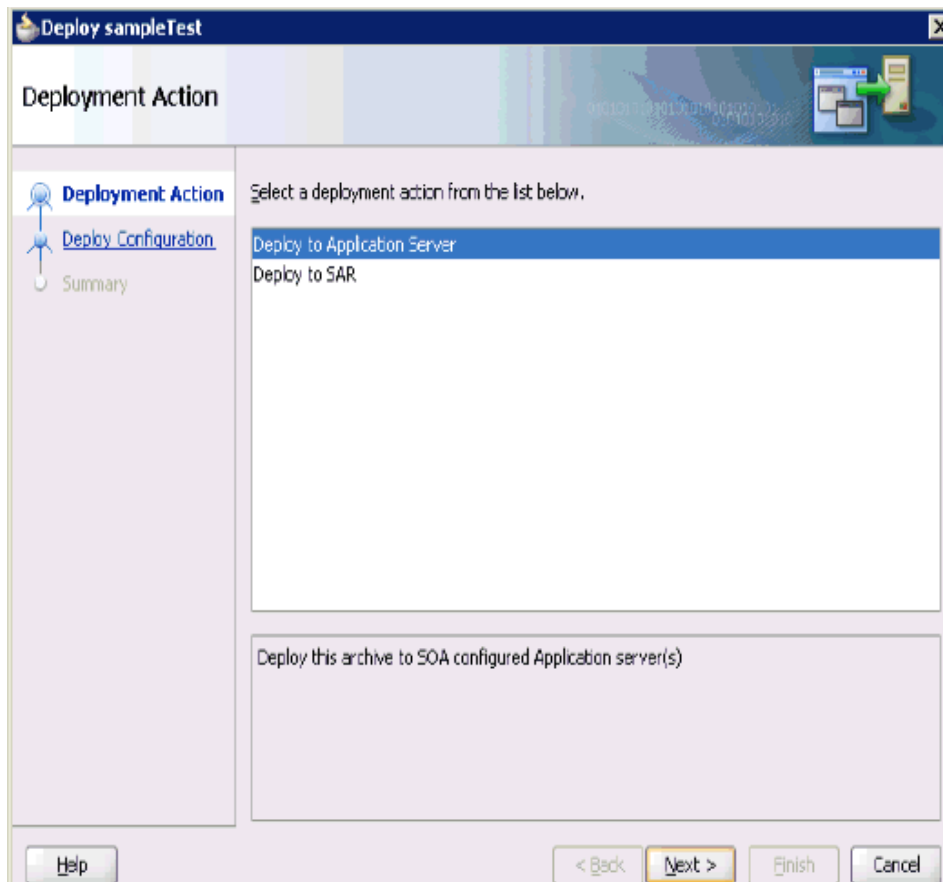 Deploy sampleTest
Deployment Action
Deployment Action
Deploy Configuration
Summary
Select a deployment action from the list below.
Deploy to Application Server
Deploy to SAR
Deploy this archive to SOA configured Application server(s)
Help
< Back
Next >
Finish
Cancel